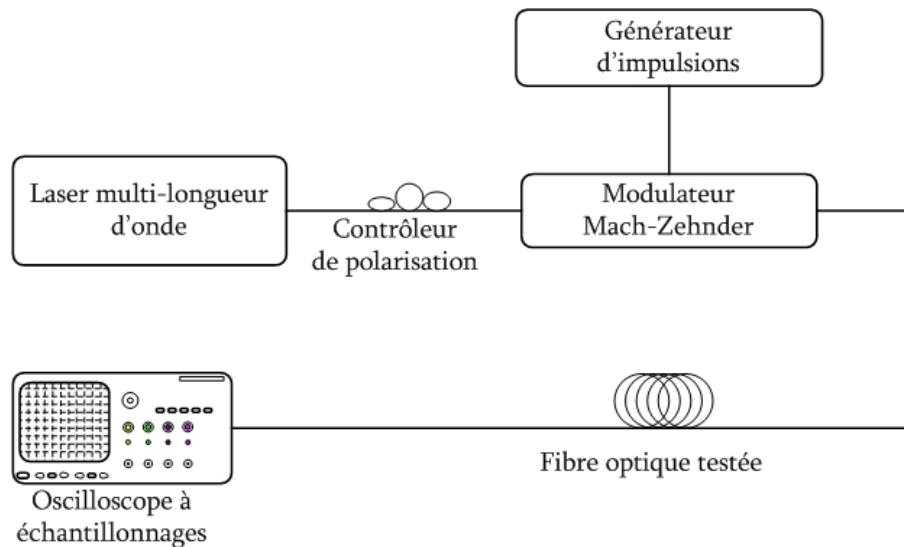 Générateur
d'impulsions
Laser multi-longueur
d'onde
Contrôleur
de polarisation
Modulateur
Mach-Zehnder
Oscilloscope à
échantillonnages
Fibre optique testée